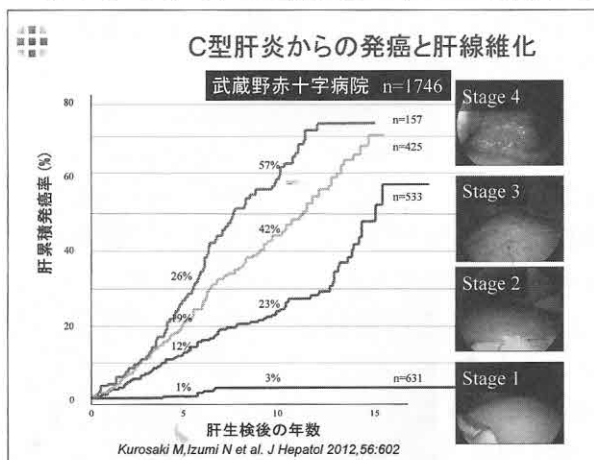 C型肝炎からの発癌と肝線維化
武蔵野赤十字病院 n=1746
肝累積発癌率 (%)
80
60
40
20
0
0
5
10
15
57%
26%
42%
19%
23%
12%
3%
1%
n=157
n=425
n=533
n=631
Stage 4
Stage 3
Stage 2
Stage 1
肝生検後の年数
Kurosaki M,Izumi N et al. J Hepatol 2012,56:602